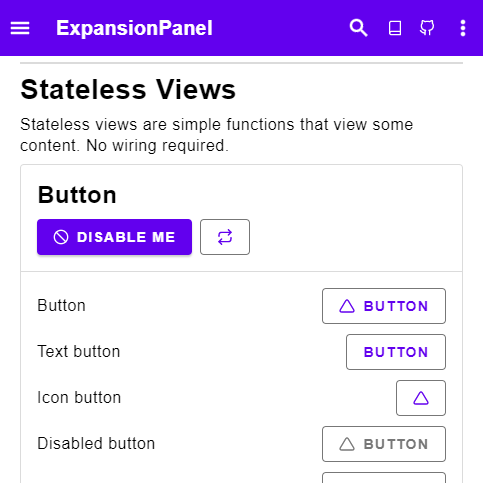 ExpansionPanel
Stateless Views
Stateless views are simple functions that view some
content. No wiring required.
Button
DISABLE ME
Button
BUTTON
Text button
BUTTON
Icon button
Disabled button
BUTTON